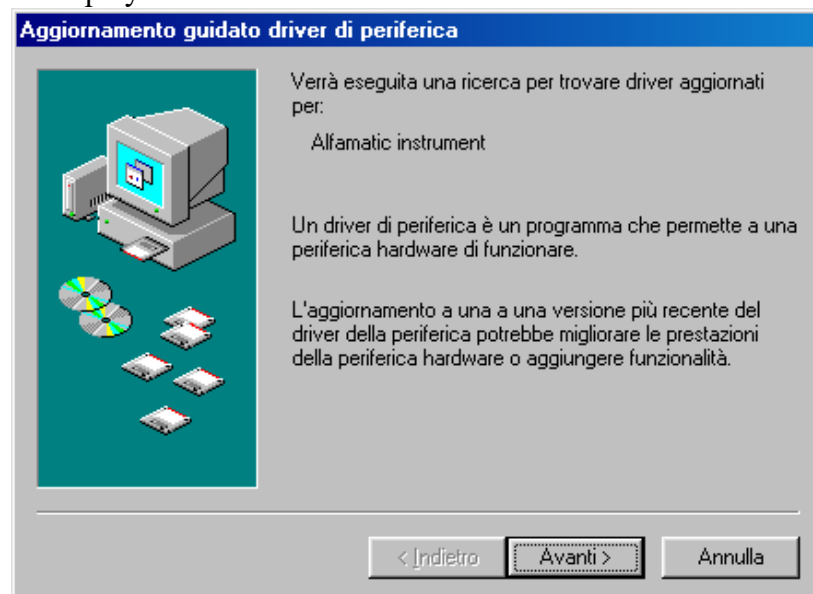 Aggiornamento guidato driver di periferica
Verrà eseguita una ricerca per trovare driver aggiornati
per:
Alfamatic instrument
Un driver di periferica è un programma che permette a una
periferica hardware di funzionare.
L'aggiornamento a una a una versione più recente del
driver della periferica potrebbe migliorare le prestazioni
della periferica hardware o aggiungere funzionalità.
< Indietro Avanti > Annulla